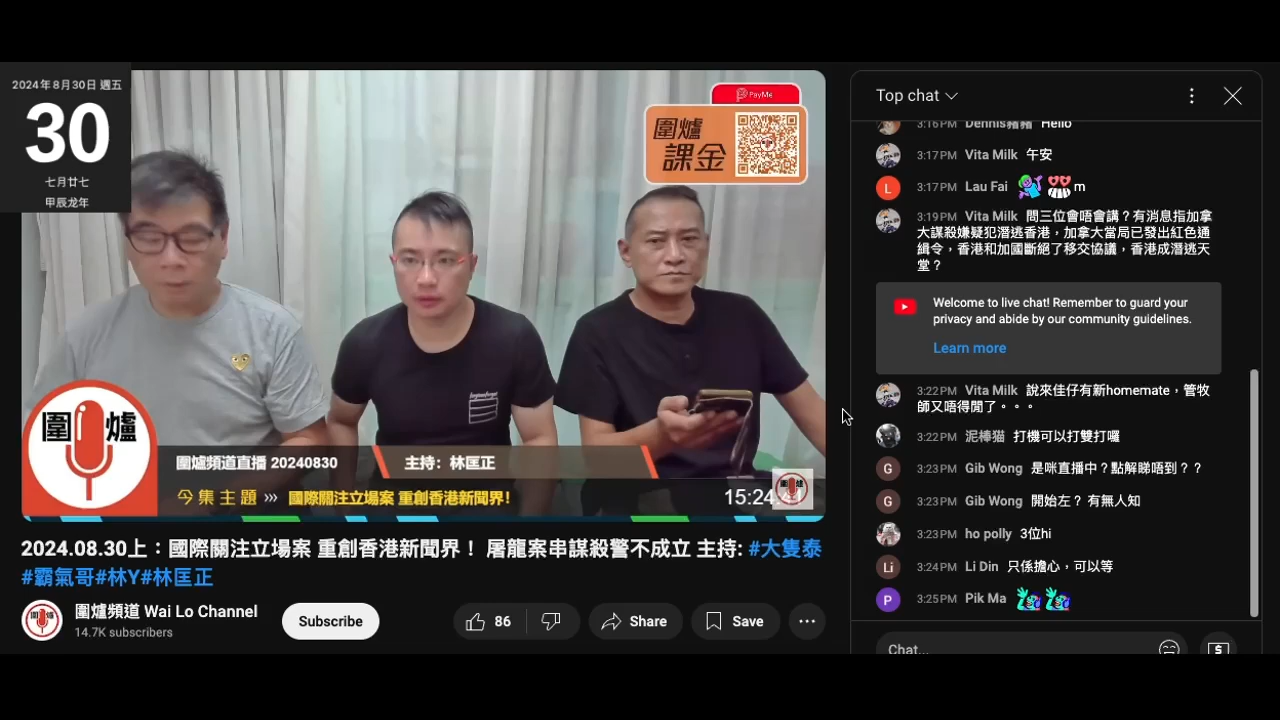 2024年8月30日 週五
30
七月廿七
甲辰龙年
PayMe
圍爐
課金
圍爐
圍爐頻道直播 20240830
主持：林匡正
今集主題 »» 國際關注立場案 重創香港新聞界！
15:24
2024.08.30上：國際關注立場案 重創香港新聞界！ 屠龍案串謀殺警不成立 主持: #大隻泰
#霸氣哥#林Y#林匡正
圍爐頻道 Wai Lo Channel
14.7K subscribers
Subscribe
86
Share
Save
Top chat
3:16PM Dennis豬豬 Hello
3:17PM Vita Milk 午安
L
3:17PM Lau Fai m
3:19PM Vita Milk 問三位會唔會講？有消息指加拿
大謀殺嫌疑犯潛逃香港，加拿大當局已發出紅色通
緝令，香港和加國斷絕了移交協議，香港成潛逃天
堂？
Welcome to live chat! Remember to guard your
privacy and abide by our community guidelines.
Learn more
3:22PM Vita Milk 說來佳仔有新homemate，管牧
師又唔得閒了。。。
3:22PM 泥棒猫 打機可以打雙打囉
G
3:23PM Gib Wong 是咪直播中？點解睇唔到？？
G
3:23PM Gib Wong 開始左？ 有無人知
3:23PM ho polly 3位hi
Li
3:24PM Li Din 只係擔心，可以等
P
3:25PM Pik Ma
Chat...